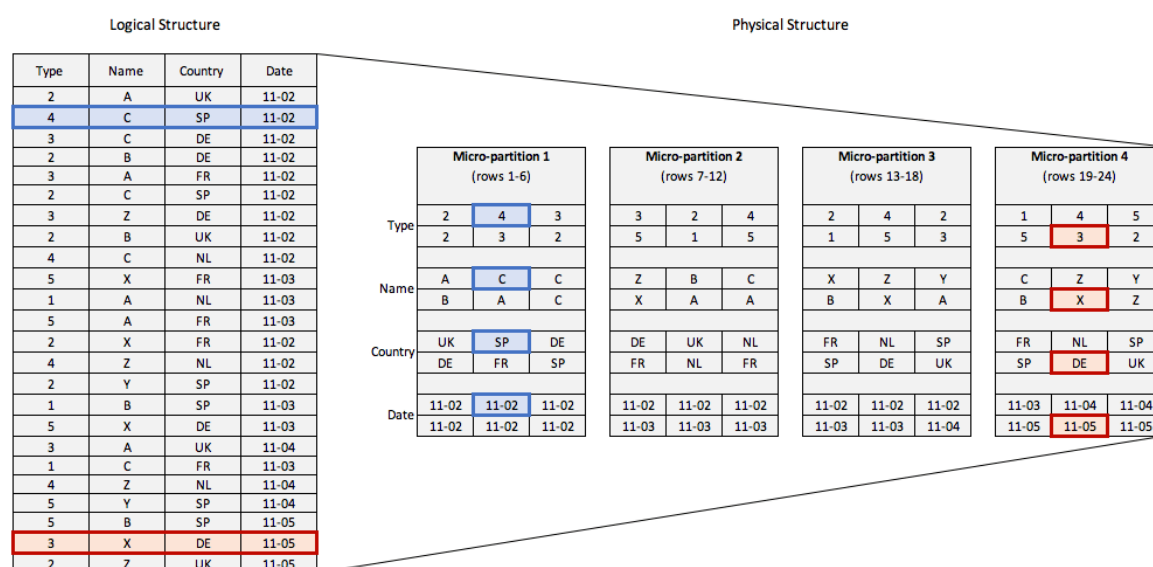 Logical Structure
Physical Structure
Type Name Country Date
2 A UK 11-02
4 C SP 11-02
3 C DE 11-02
2 B DE 11-02
3 A FR 11-02
2 C SP 11-02
3 Z DE 11-02
2 B UK 11-02
4 C NL 11-02
5 X FR 11-03
1 A NL 11-03
5 A FR 11-03
2 X FR 11-02
4 Z NL 11-02
2 Y SP 11-02
1 B SP 11-03
5 X DE 11-03
3 A UK 11-04
1 C FR 11-03
4 Z NL 11-04
5 Y SP 11-04
5 B SP 11-05
3 X DE 11-05
2 Z UK 11-05
Micro-partition 1 Micro-partition 2 Micro-partition 3 Micro-partition 4
(rows 1-6) (rows 7-12) (rows 13-18) (rows 19-24)
Type
2 4 3 3 2 4 2 4 2 1 4 5
2 3 2 5 1 5 1 5 3 5 3 2
Name
A C C Z B C X Z Y C Z Y
B A C X A A B X A B X Z
Country
UK SP DE DE UK NL FR NL SP FR NL SP
DE FR SP FR NL FR SP DE UK SP DE UK
Date
11-02 11-02 11-02 11-02 11-02 11-02 11-02 11-02 11-02 11-03 11-04 11-04
11-02 11-02 11-02 11-03 11-03 11-03 11-03 11-03 11-04 11-05 11-05 11-05